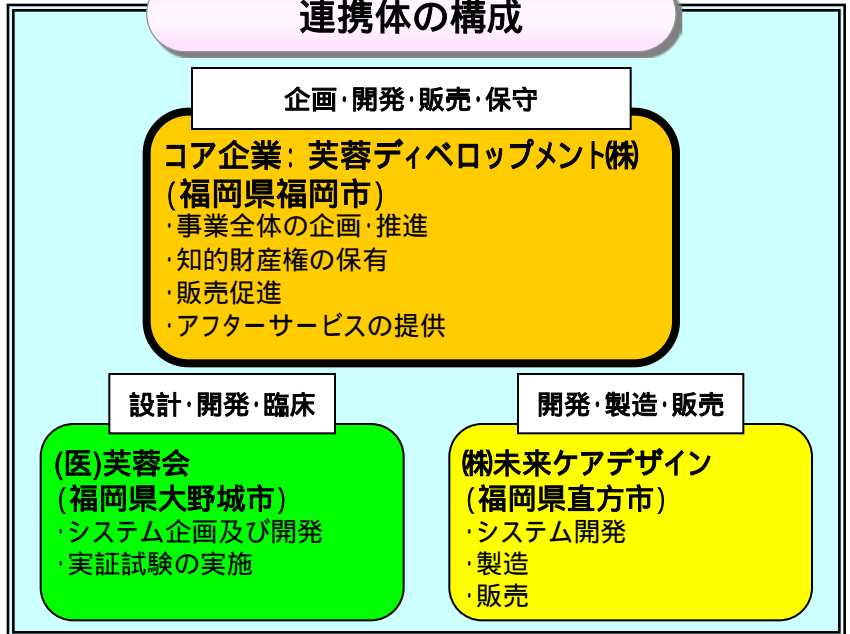 連携体の構成
企画・開発・販売・保守
コア企業：芙蓉ディベロップメント㈱
（福岡県福岡市）
・事業全体の企画・推進
・知的財産権の保有
・販売促進
・アフターサービスの提供
設計・開発・臨床
(医)芙蓉会
（福岡県大野城市）
・システム企画及び開発
・実証試験の実施
開発・製造・販売
㈱未来ケアデザイン
（福岡県直方市）
・システム開発
・製造
・販売